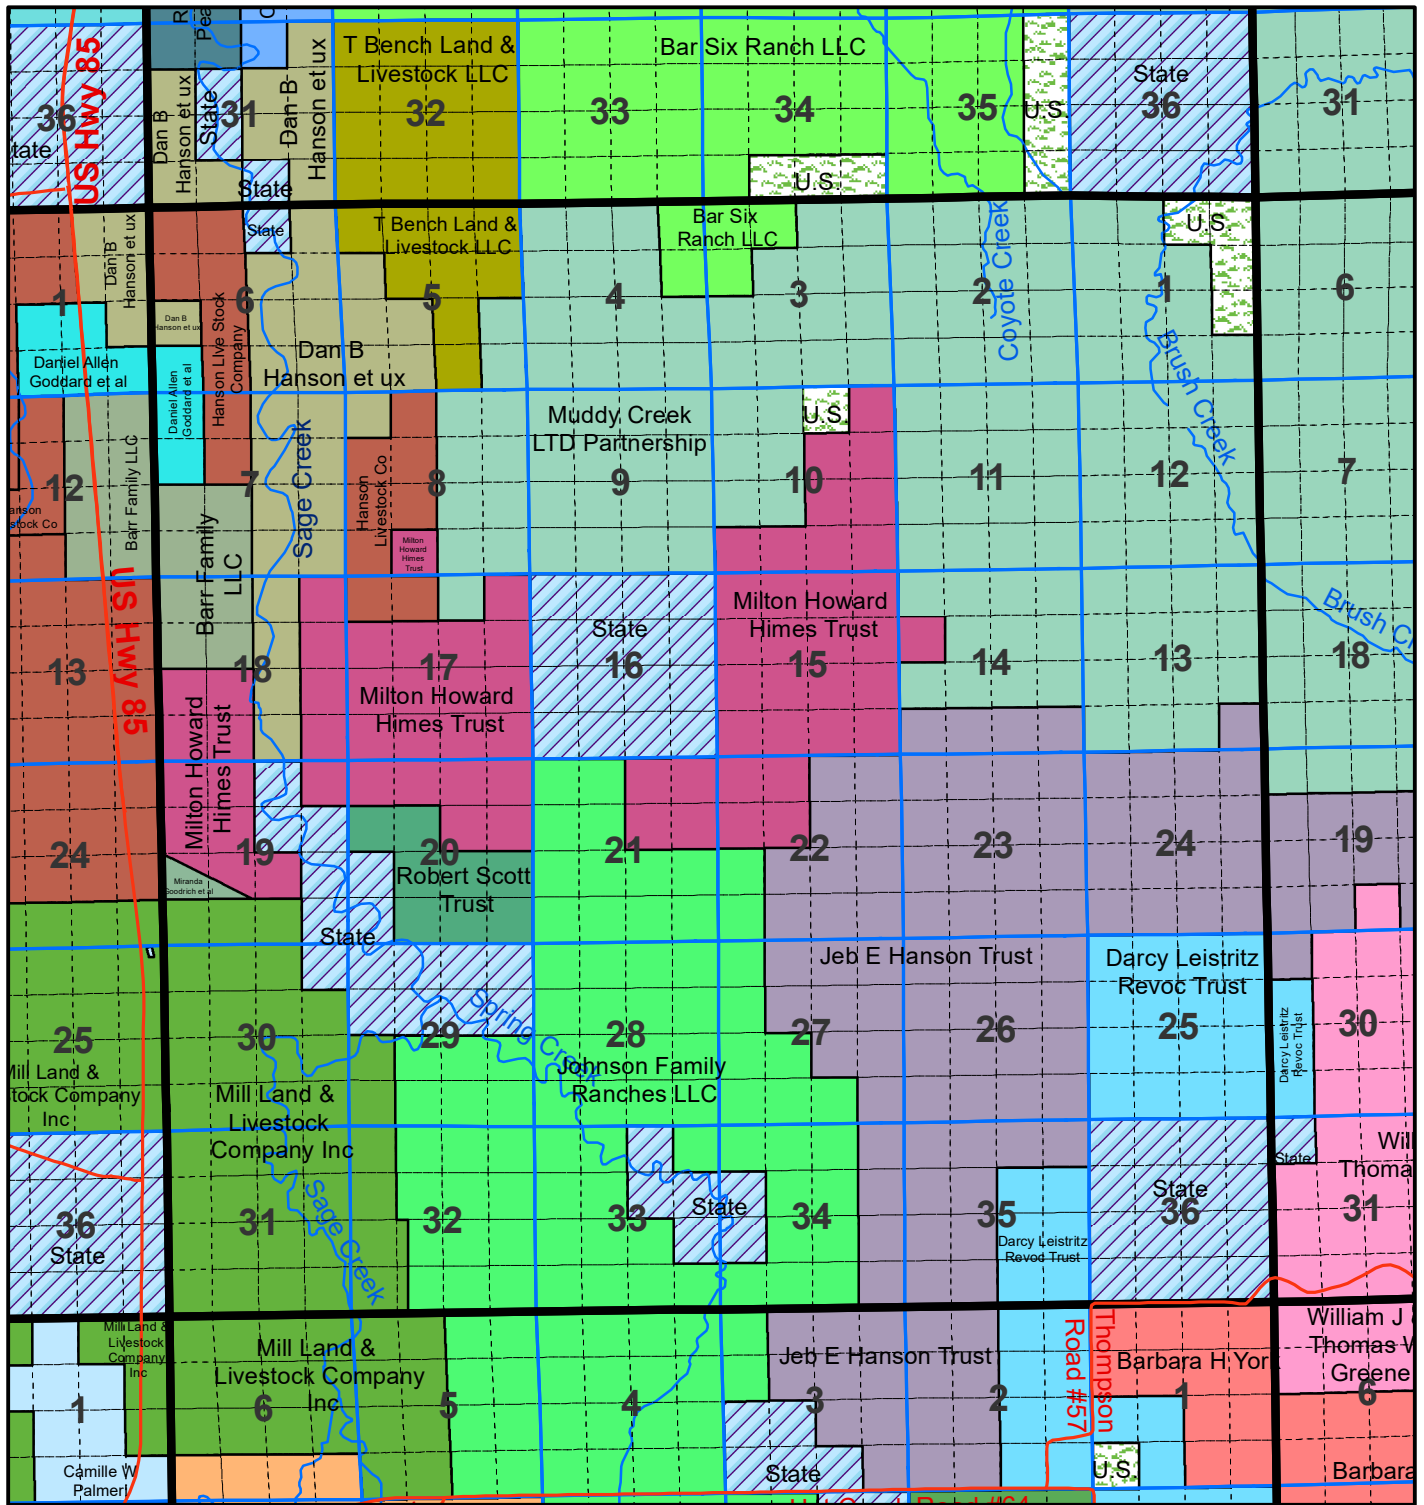 US Hwy 85
36
tate
R
Pea
C
Dan B
Hanson et ux
State
31
Dan B
Hanson et ux
State
T Bench Land &
Livestock LLC
32
33
Bar Six Ranch LLC
34
U.S.
35
U.S.
State
36
31
1
Dan B
Hanson et ux
State
6
Dan B
Hanson et ux
Hanson LIve Stock
Company
T Bench Land &
Livestock LLC
5
4
Bar Six
Ranch LLC
3
2
Coyote Creek
U.S.
1
Brush Creek
6
Daniel Allen
Goddard et al
Daniel Allen
Goddard et al
Dan B
Hanson et ux
12
anson
stock Co
Barr Family LLC
7
Sage Creek
Hanson
Livestock Co
8
Milton
Howard
Himes
Trust
Muddy Creek
LTD Partnership
9
U.S.
10
11
12
7
US Hwy 85
13
Barr Family
LLC
18
17
Milton Howard
Himes Trust
State
16
Milton Howard
Himes Trust
15
14
13
Brush C
18
Milton Howard
Himes Trust
24
19
Miranda
Goodrich et al
20
Robert Scott
Trust
21
22
23
24
19
State
25
Mill Land &
tock Company
Inc
30
Mill Land &
Livestock
Company Inc
29
Spring Creek
28
Johnson Family
Ranches LLC
27
Jeb E Hanson Trust
26
Darcy Leistritz
Revoc Trust
25
Darcy Leistritz
Revoc Trust
30
36
State
31
Sage Creek
32
33
State
34
35
Darcy Leistritz
Revoc Trust
State
36
State
Will
Thoma
31
Mill Land &
Livestock
Company
Inc
1
Camille W
Palmerl
Mill Land &
Livestock Company
Inc
6
5
4
Jeb E Hanson Trust
3
State
2
Thompson
Road #57
Barbara H York
1
U.S.
William J
Thomas W
Greene
6
Barbara
Road #64